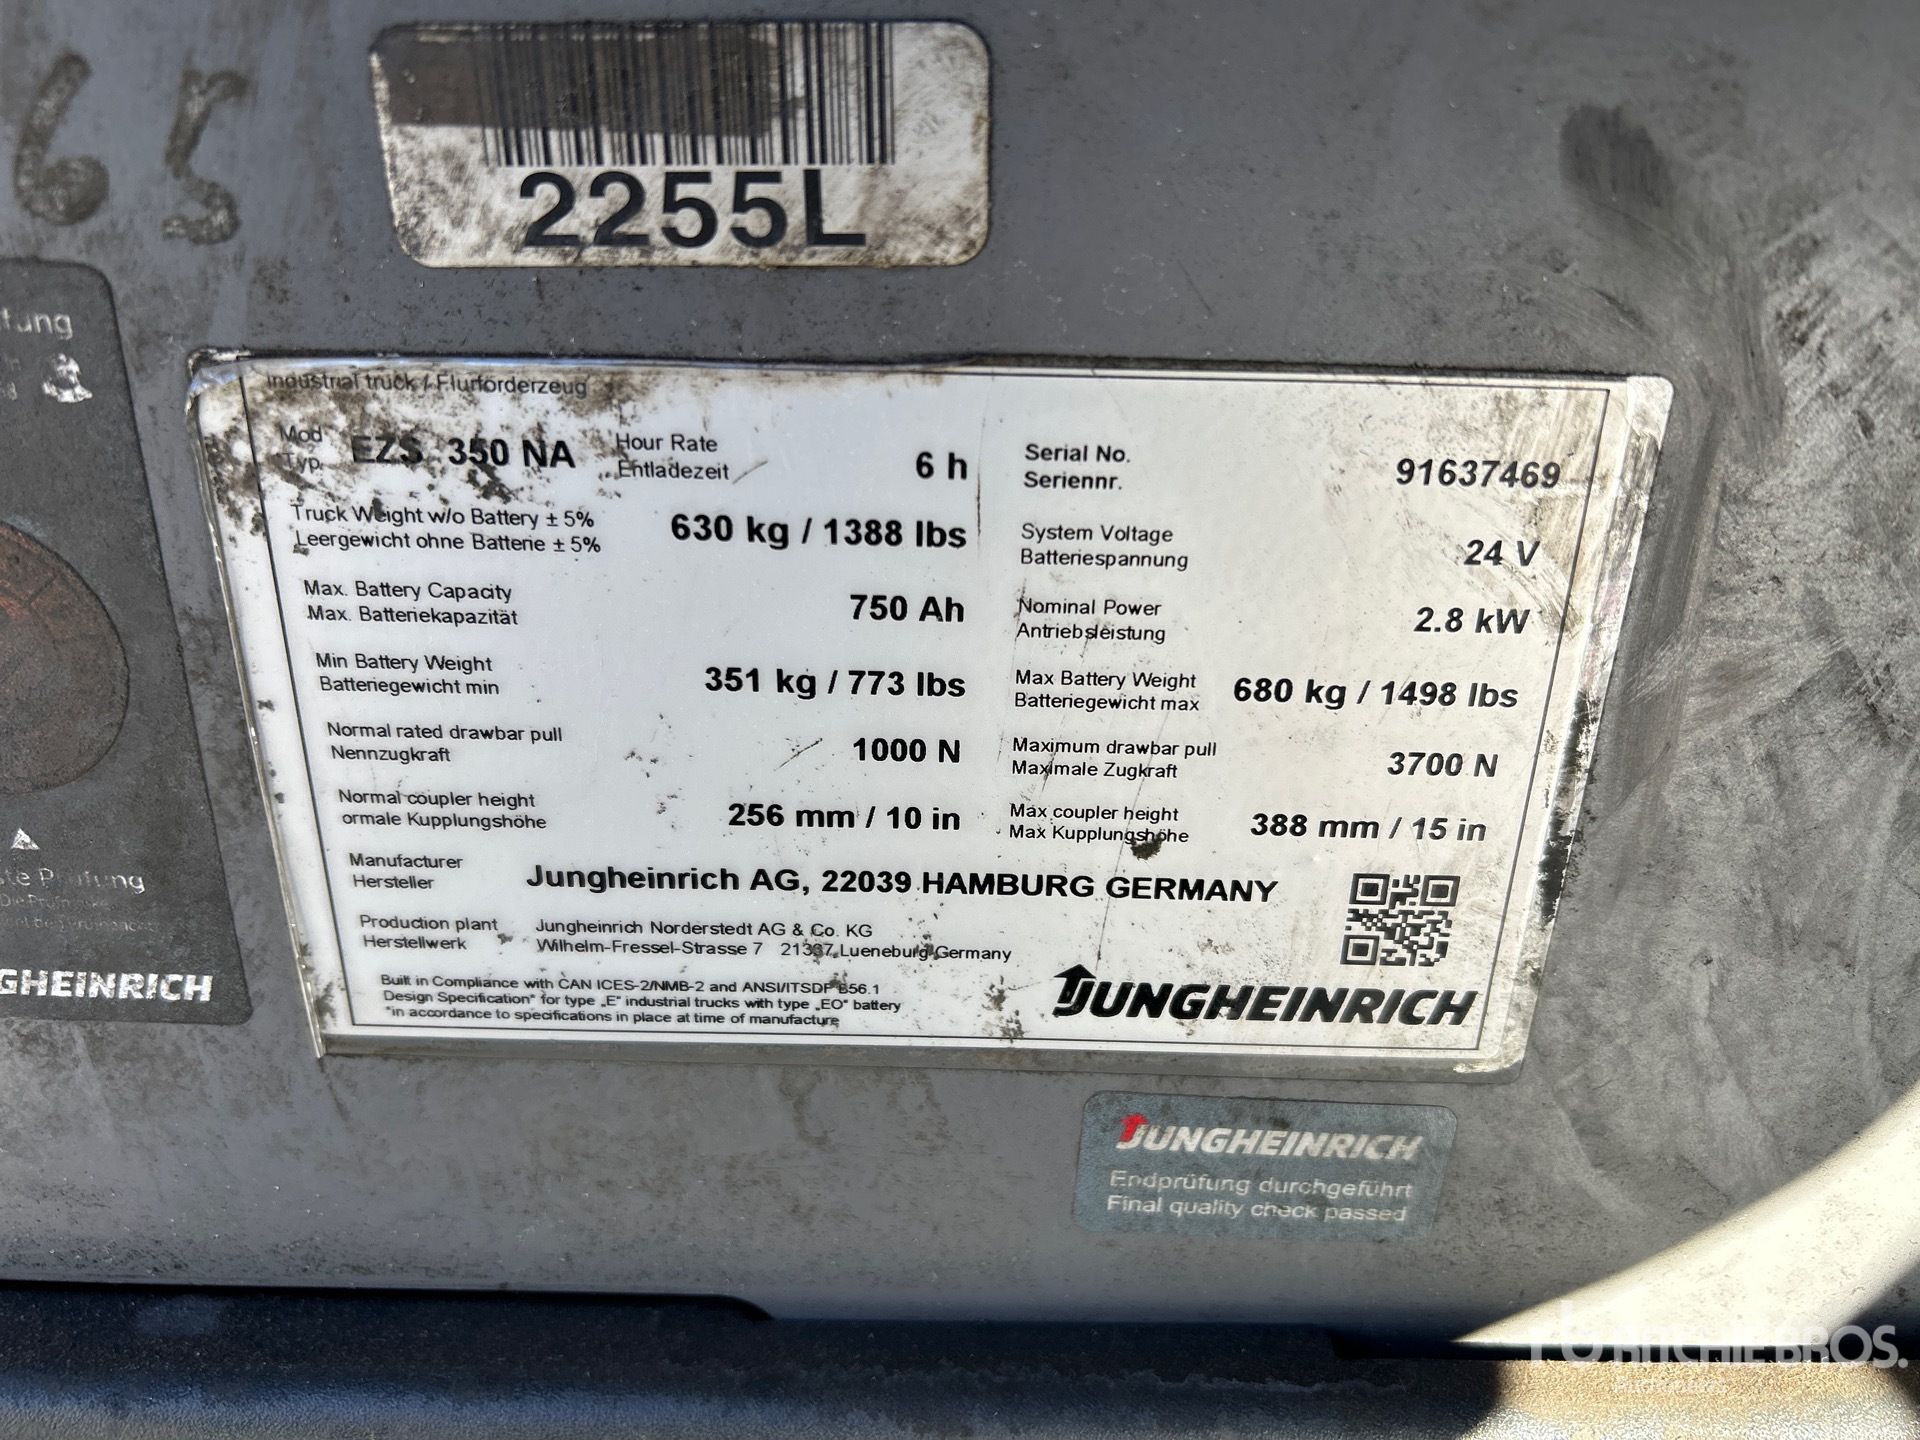 65
2255L
tung
Industrial truck / Flurförderzeug
Mod EZS 350 NA Hour Rate 6 h Serial No. 91637469
Typ. Entladezeit Seriennr.
Truck Weight w/o Battery ± 5% 630 kg / 1388 lbs System Voltage 24 V
Leergewicht ohne Batterie ± 5% Batteriespannung
Max. Battery Capacity 750 Ah Nominal Power 2.8 kW
Max. Batteriekapazität Antriebsleistung
Min Battery Weight 351 kg / 773 lbs Max Battery Weight 680 kg / 1498 lbs
Batteriegewicht min Batteriegewicht max
Normal rated drawbar pull 1000 N Maximum drawbar pull 3700 N
Nennzugkraft Maximale Zugkraft
Normal coupler height 256 mm / 10 in Max coupler height 388 mm / 15 in
ormale Kupplungshöhe Max Kupplungshöhe
Manufacturer Jungheinrich AG, 22039 HAMBURG GERMANY
Hersteller
Production plant Jungheinrich Norderstedt AG & Co. KG
Herstellwerk Wilhelm-Fressel-Strasse 7 21337 Lueneburg Germany
Built in Compliance with CAN ICES-2/NMB-2 and ANSI/ITSDF B56.1
Design Specification* for type „E" industrial trucks with type „EO" battery
*in accordance to specifications in place at time of manufacture
JUNGHEINRICH
ste Prüfung
GHEINRICH
JUNGHEINRICH
Endprüfung durchgeführt
Final quality check passed
RITCHIE BROS.